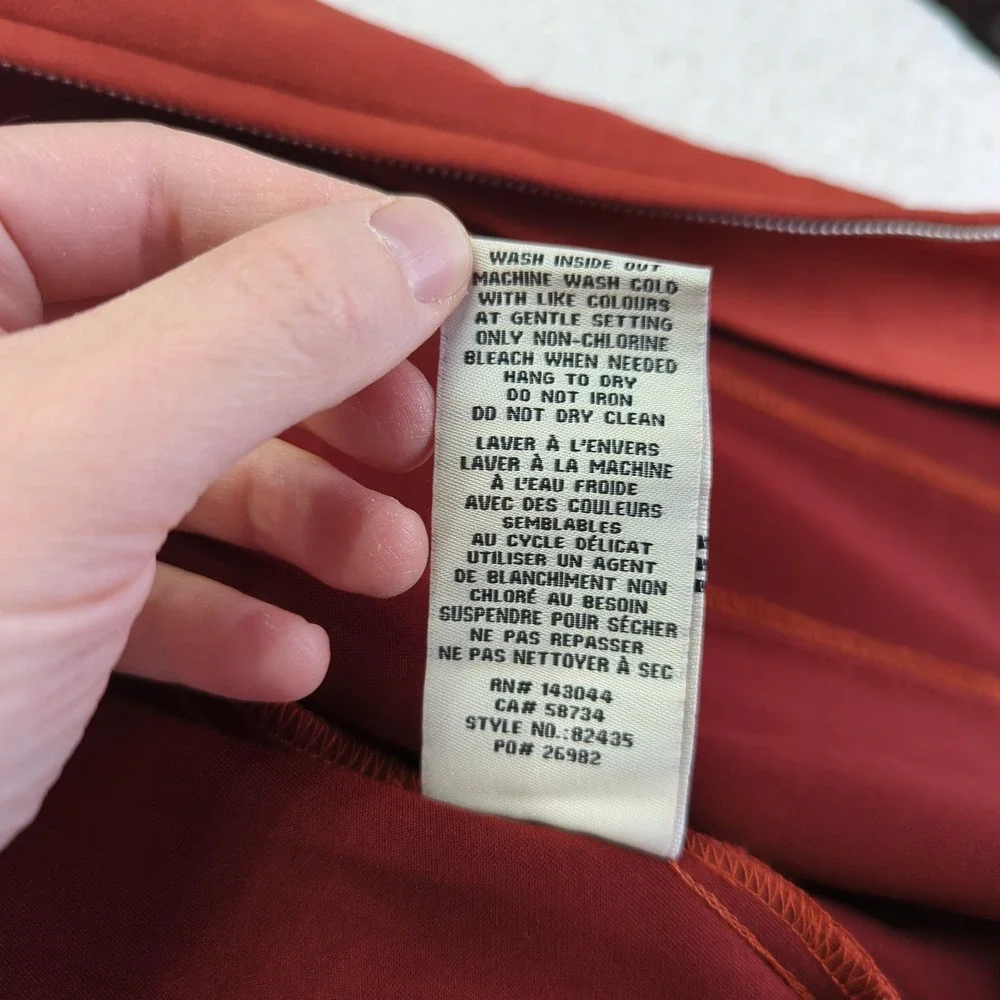 WASH INSIDE OUT
MACHINE WASH COLD
WITH LIKE COLOURS
AT GENTLE SETTING
ONLY NON-CHLORINE
BLEACH WHEN NEEDED
HANG TO DRY
DO NOT IRON
DO NOT DRY CLEAN
LAVER À L'ENVERS
LAVER À LA MACHINE
À L'EAU FROIDE
AVEC DES COULEURS
SEMBLABLES
AU CYCLE DÉLICAT
UTILISER UN AGENT
DE BLANCHIMENT NON
CHLORÉ AU BESOIN
SUSPENDRE POUR SÉCHER
NE PAS REPASSER
NE PAS NETTOYER À SEC
RN# 143044
CA# 58734
STYLE NO.:82435
PO# 26982